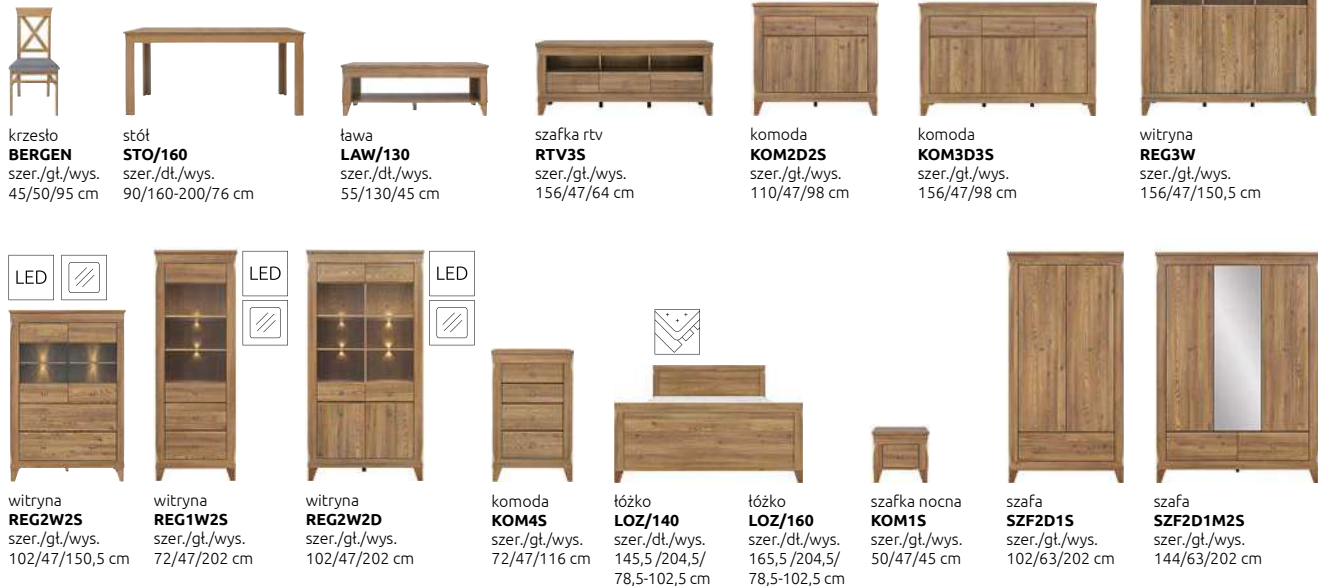 krzesło
BERGEN
szer./gł./wys.
45/50/95 cm
stół
STO/160
szer./dł./wys.
90/160-200/76 cm
ława
LAW/130
szer./dł./wys.
55/130/45 cm
szafka rtv
RTV3S
szer./gł./wys.
156/47/64 cm
komoda
KOM2D2S
szer./gł./wys.
110/47/98 cm
komoda
KOM3D3S
szer./gł./wys.
156/47/98 cm
witryna
REG3W
szer./gł./wys.
156/47/150,5 cm
LED
LED
LED
witryna
REG2W2S
szer./gł./wys.
102/47/150,5 cm
witryna
REG1W2S
szer./gł./wys.
72/47/202 cm
witryna
REG2W2D
szer./gł./wys.
102/47/202 cm
komoda
KOM4S
szer./gł./wys.
72/47/116 cm
łóżko
LOZ/140
szer./dł./wys.
145,5 /204,5/
78,5-102,5 cm
łóżko
LOZ/160
szer./dł./wys.
165,5 /204,5/
78,5-102,5 cm
szafka nocna
KOM1S
szer./gł./wys.
50/47/45 cm
szafa
SZF2D1S
szer./gł./wys.
102/63/202 cm
szafa
SZF2D1M2S
szer./gł./wys.
144/63/202 cm